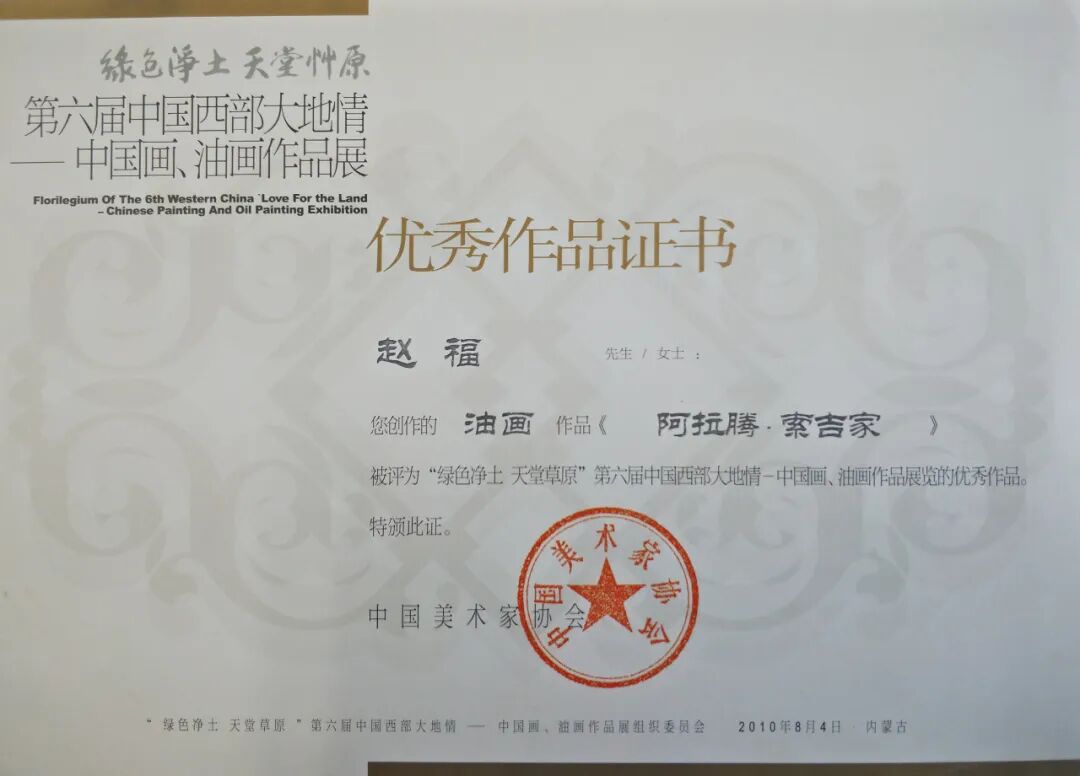 绿色净土 天堂艸原
第六届中国西部大地情
—— 中国画、油画作品展
Florilegium Of The 6th Western China `Love For the Land
– Chinese Painting And Oil Painting Exhibition
优秀作品证书
赵 福 先生 / 女士 ：
您创作的 油画 作品《 阿拉腾·索吉家 》
被评为“绿色净土 天堂草原”第六届中国西部大地情－中国画、油画作品展览的优秀作品。
特颁此证。
中国美术家协会
中国美术家协会
“ 绿色净土 天堂草原 ”第六届中国西部大地情 —— 中国画、油画作品展组织委员会 2010年8月4日 · 内蒙古